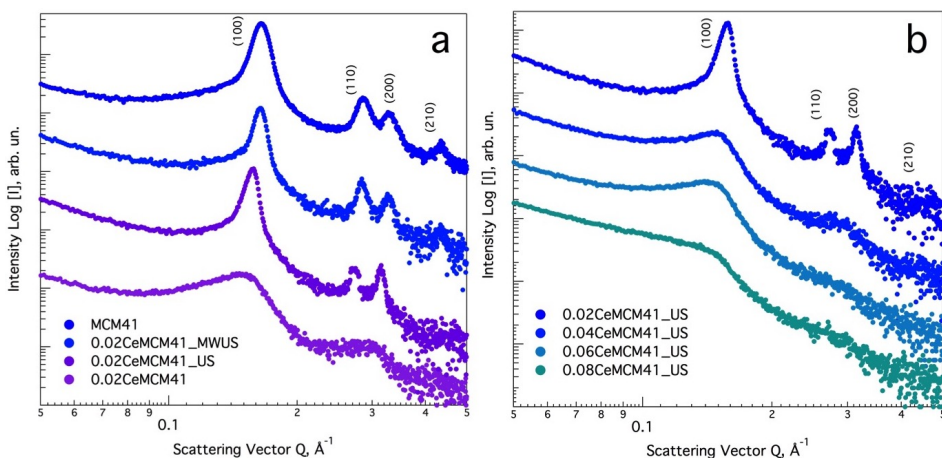 a
(100)
(110)
(200)
(210)
Intensity Log [I], arb. un.
MCM41
0.02CeMCM41_MWUS
0.02CeMCM41_US
0.02CeMCM41
5 6 7 8 9 2 3 4 5
0.1
Scattering Vector Q, Å-1
b
(100)
(110)
(200)
(210)
Intensity Log [I], arb. un.
0.02CeMCM41_US
0.04CeMCM41_US
0.06CeMCM41_US
0.08CeMCM41_US
5 6 7 8 9 2 3 4 5
0.1
Scattering Vector Q, Å-1